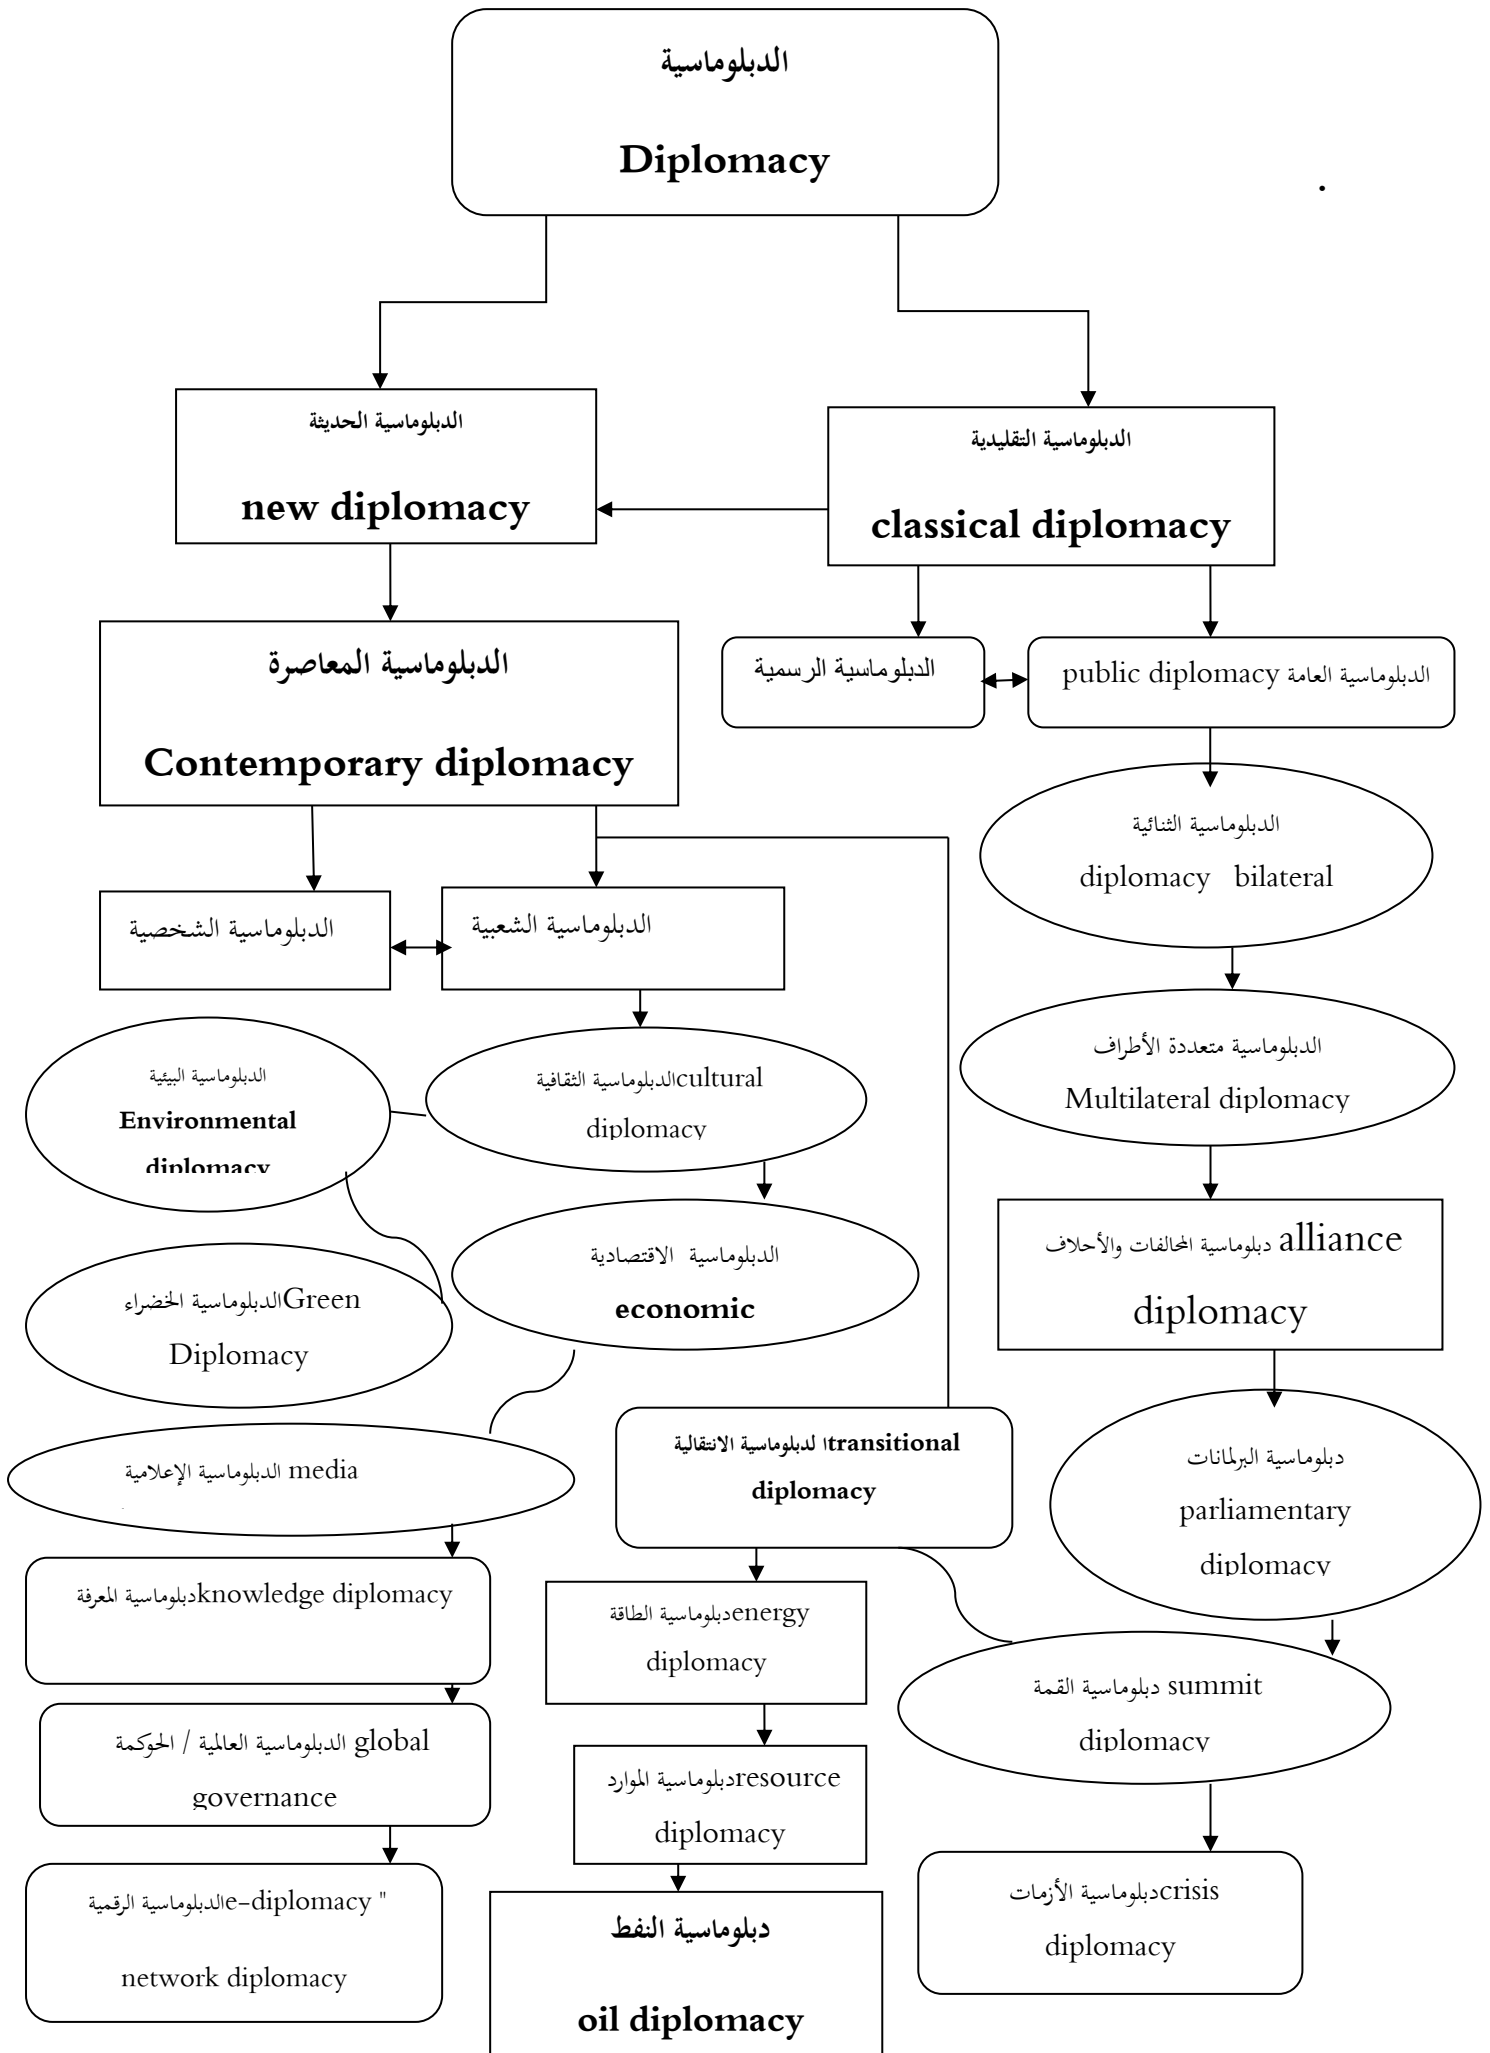 الدبلوماسية
Diplomacy
.
الدبلوماسية الحديثة
new diplomacy
الدبلوماسية التقليدية
classical diplomacy
الدبلوماسية المعاصرة
Contemporary diplomacy
الدبلوماسية الرسمية
الدبلوماسية العامة public diplomacy
الدبلوماسية الثنائية
diplomacy bilateral
الدبلوماسية الشخصية
الدبلوماسية الشعبية
الدبلوماسية متعددة الأطراف
Multilateral diplomacy
الدبلوماسية البيئية
Environmental
diplomacy
الدبلوماسية الثقافيةcultural
diplomacy
الدبلوماسية الاقتصادية
economic
دبلوماسية المحالفات والأحلاف alliance
diplomacy
الدبلوماسية الخضراءGreen
Diplomacy
الدبلوماسية الإعلامية media
ا لدبلوماسية الانتقاليةtransitional
diplomacy
دبلوماسية البرلمانات
parliamentary
diplomacy
دبلوماسية المعرفةknowledge diplomacy
دبلوماسية الطاقةenergy
diplomacy
دبلوماسية القمة summit
diplomacy
الدبلوماسية العالمية / الحوكمة global
governance
دبلوماسية المواردresource
diplomacy
الدبلوماسية الرقميةe-diplomacy "
network diplomacy
دبلوماسية النفط
oil diplomacy
دبلوماسية الأزماتcrisis
diplomacy